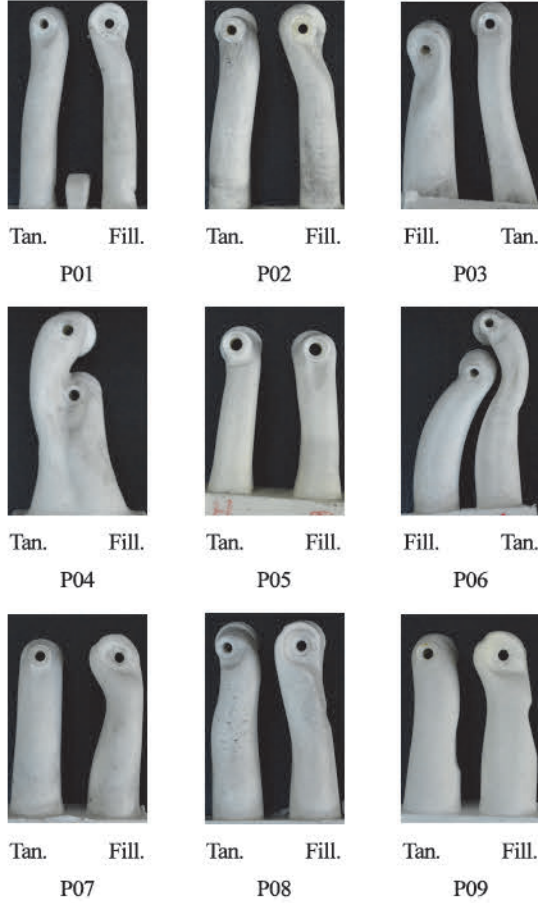 Tan. Fill. Tan. Fill. Fill. Tan.
P01 P02 P03
Tan. Fill. Tan. Fill. Fill. Tan.
P04 P05 P06
Tan. Fill. Tan. Fill. Tan. Fill.
P07 P08 P09